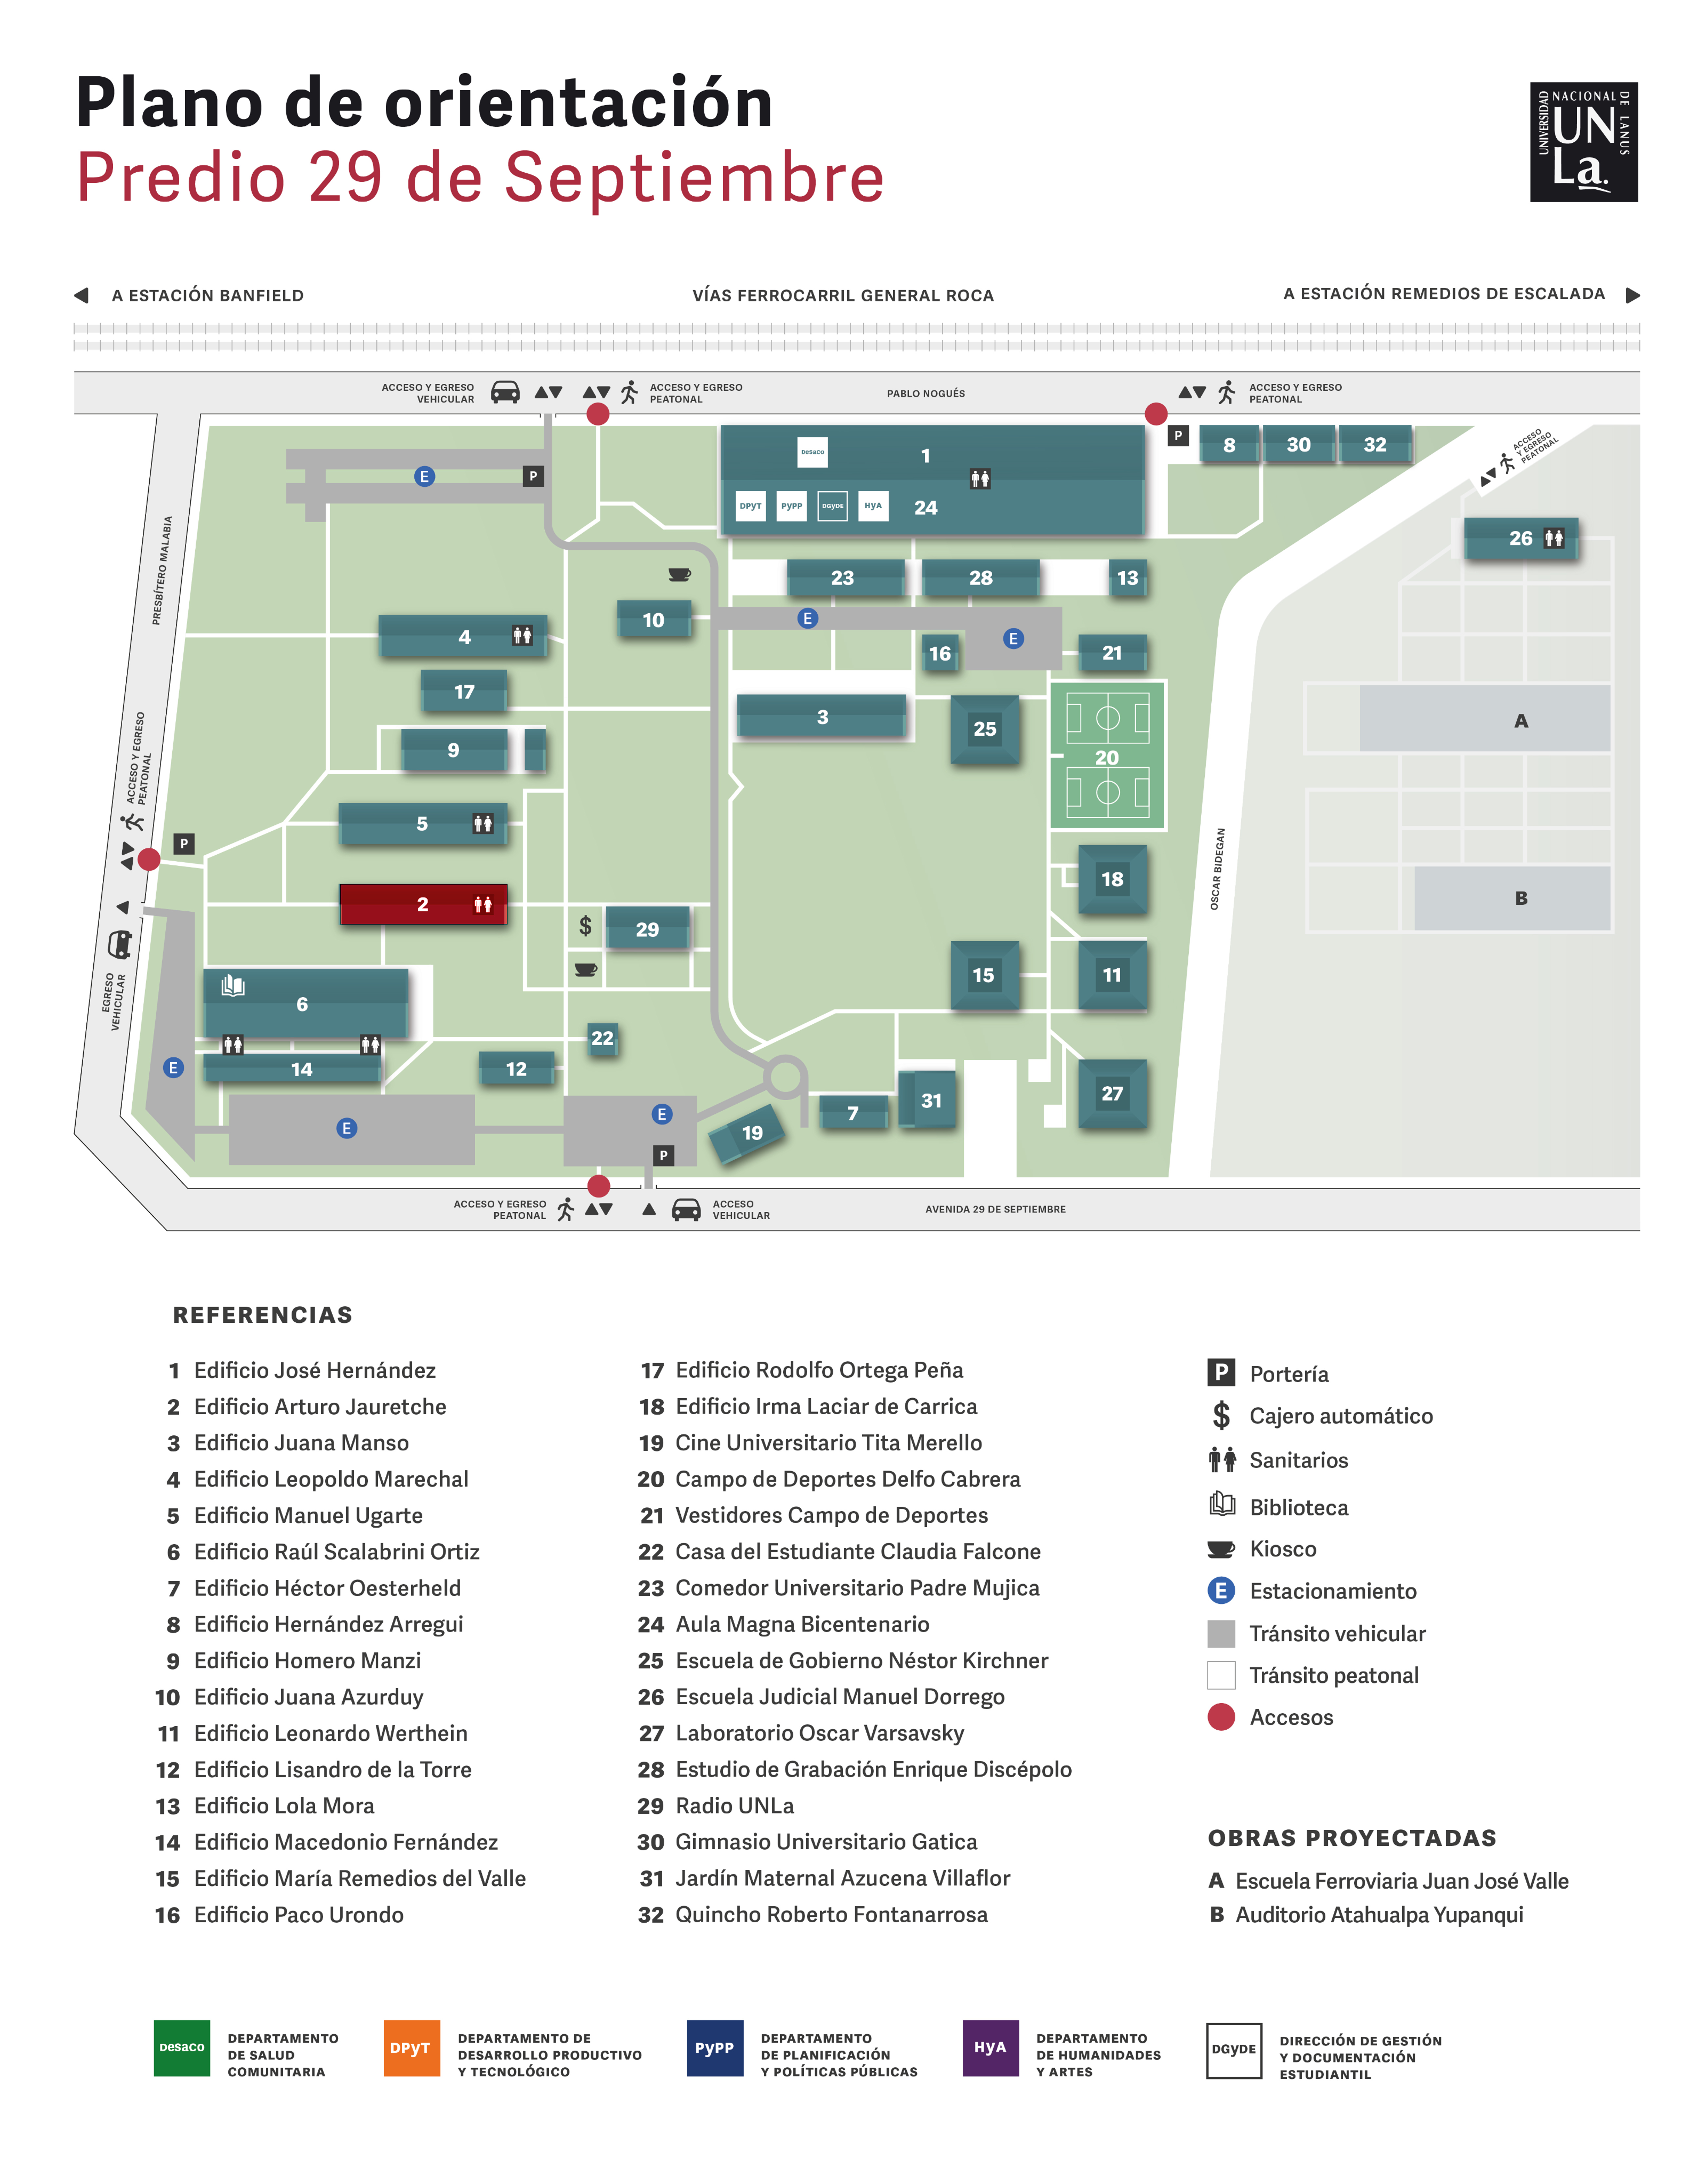 Plano de orientación
Predio 29 de Septiembre
UNIVERSIDAD NACIONAL DE LANUS
UN
La.
A ESTACIÓN BANFIELD
VÍAS FERROCARRIL GENERAL ROCA
A ESTACIÓN REMEDIOS DE ESCALADA
ACCESO Y EGRESO
VEHICULAR
ACCESO Y EGRESO
PEATONAL
PABLO NOGUÉS
ACCESO Y EGRESO
PEATONAL
ACCESO
Y EGRESO
PEATONAL
PRESBÍTERO MALABIA
ACCESO Y EGRESO
PEATONAL
EGRESO
VEHICULAR
OSCAR BIDEGAN
E
P
DESACO
1
DPyT
PyPP
DGyDE
HyA
24
P
8
30
32
26
23
28
13
10
E
E
4
16
21
17
3
25
A
9
20
5
P
18
B
2
$
29
15
11
6
22
E
14
12
27
31
7
E
E
19
P
ACCESO Y EGRESO
PEATONAL
ACCESO
VEHICULAR
AVENIDA 29 DE SEPTIEMBRE
REFERENCIAS
1 Edificio José Hernández
2 Edificio Arturo Jauretche
3 Edificio Juana Manso
4 Edificio Leopoldo Marechal
5 Edificio Manuel Ugarte
6 Edificio Raúl Scalabrini Ortiz
7 Edificio Héctor Oesterheld
8 Edificio Hernández Arregui
9 Edificio Homero Manzi
10 Edificio Juana Azurduy
11 Edificio Leonardo Werthein
12 Edificio Lisandro de la Torre
13 Edificio Lola Mora
14 Edificio Macedonio Fernández
15 Edificio María Remedios del Valle
16 Edificio Paco Urondo
17 Edificio Rodolfo Ortega Peña
18 Edificio Irma Laciar de Carrica
19 Cine Universitario Tita Merello
20 Campo de Deportes Delfo Cabrera
21 Vestidores Campo de Deportes
22 Casa del Estudiante Claudia Falcone
23 Comedor Universitario Padre Mujica
24 Aula Magna Bicentenario
25 Escuela de Gobierno Néstor Kirchner
26 Escuela Judicial Manuel Dorrego
27 Laboratorio Oscar Varsavsky
28 Estudio de Grabación Enrique Discépolo
29 Radio UNLa
30 Gimnasio Universitario Gatica
31 Jardín Maternal Azucena Villaflor
32 Quincho Roberto Fontanarrosa
P Portería
$ Cajero automático
Sanitarios
Biblioteca
Kiosco
E Estacionamiento
Tránsito vehicular
Tránsito peatonal
Accesos
OBRAS PROYECTADAS
A Escuela Ferroviaria Juan José Valle
B Auditorio Atahualpa Yupanqui
DeSaCO
DEPARTAMENTO
DE SALUD
COMUNITARIA
DPyT
DEPARTAMENTO DE
DESARROLLO PRODUCTIVO
Y TECNOLÓGICO
PyPP
DEPARTAMENTO
DE PLANIFICACIÓN
Y POLÍTICAS PÚBLICAS
HyA
DEPARTAMENTO
DE HUMANIDADES
Y ARTES
DGyDE
DIRECCIÓN DE GESTIÓN
Y DOCUMENTACIÓN
ESTUDIANTIL